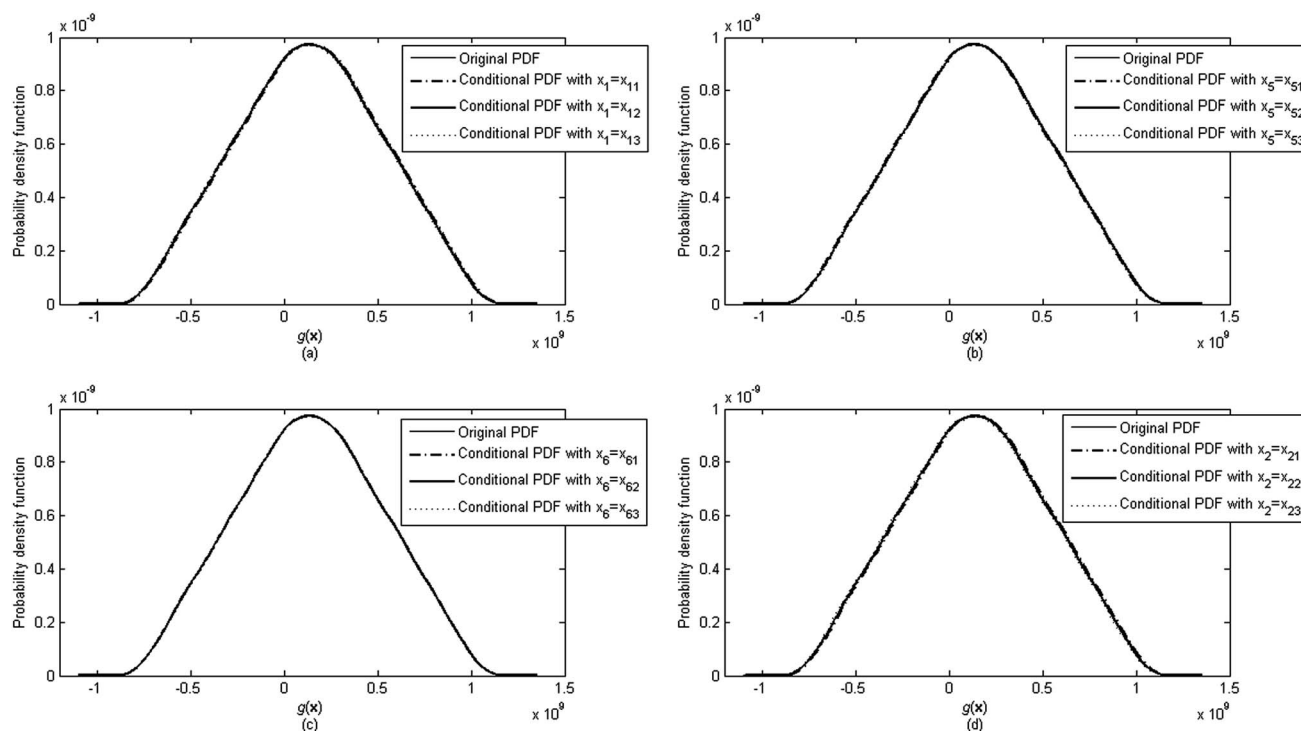 x 10^-9
1
0.8
0.6
0.4
0.2
0
Probability density function
Original PDF
Conditional PDF with x_1=x_11
Conditional PDF with x_1=x_12
Conditional PDF with x_1=x_13
-1
-0.5
0
0.5
1
1.5
g(x)
x 10^9
(a)
x 10^-9
1
0.8
0.6
0.4
0.2
0
Probability density function
Original PDF
Conditional PDF with x_5=x_51
Conditional PDF with x_5=x_52
Conditional PDF with x_5=x_53
-1
-0.5
0
0.5
1
1.5
g(x)
x 10^9
(b)
x 10^-9
1
0.8
0.6
0.4
0.2
0
Probability density function
Original PDF
Conditional PDF with x_6=x_61
Conditional PDF with x_6=x_62
Conditional PDF with x_6=x_63
-1
-0.5
0
0.5
1
1.5
g(x)
x 10^9
(c)
x 10^-9
1
0.8
0.6
0.4
0.2
0
Probability density function
Original PDF
Conditional PDF with x_2=x_21
Conditional PDF with x_2=x_22
Conditional PDF with x_2=x_23
-1
-0.5
0
0.5
1
1.5
g(x)
x 10^9
(d)